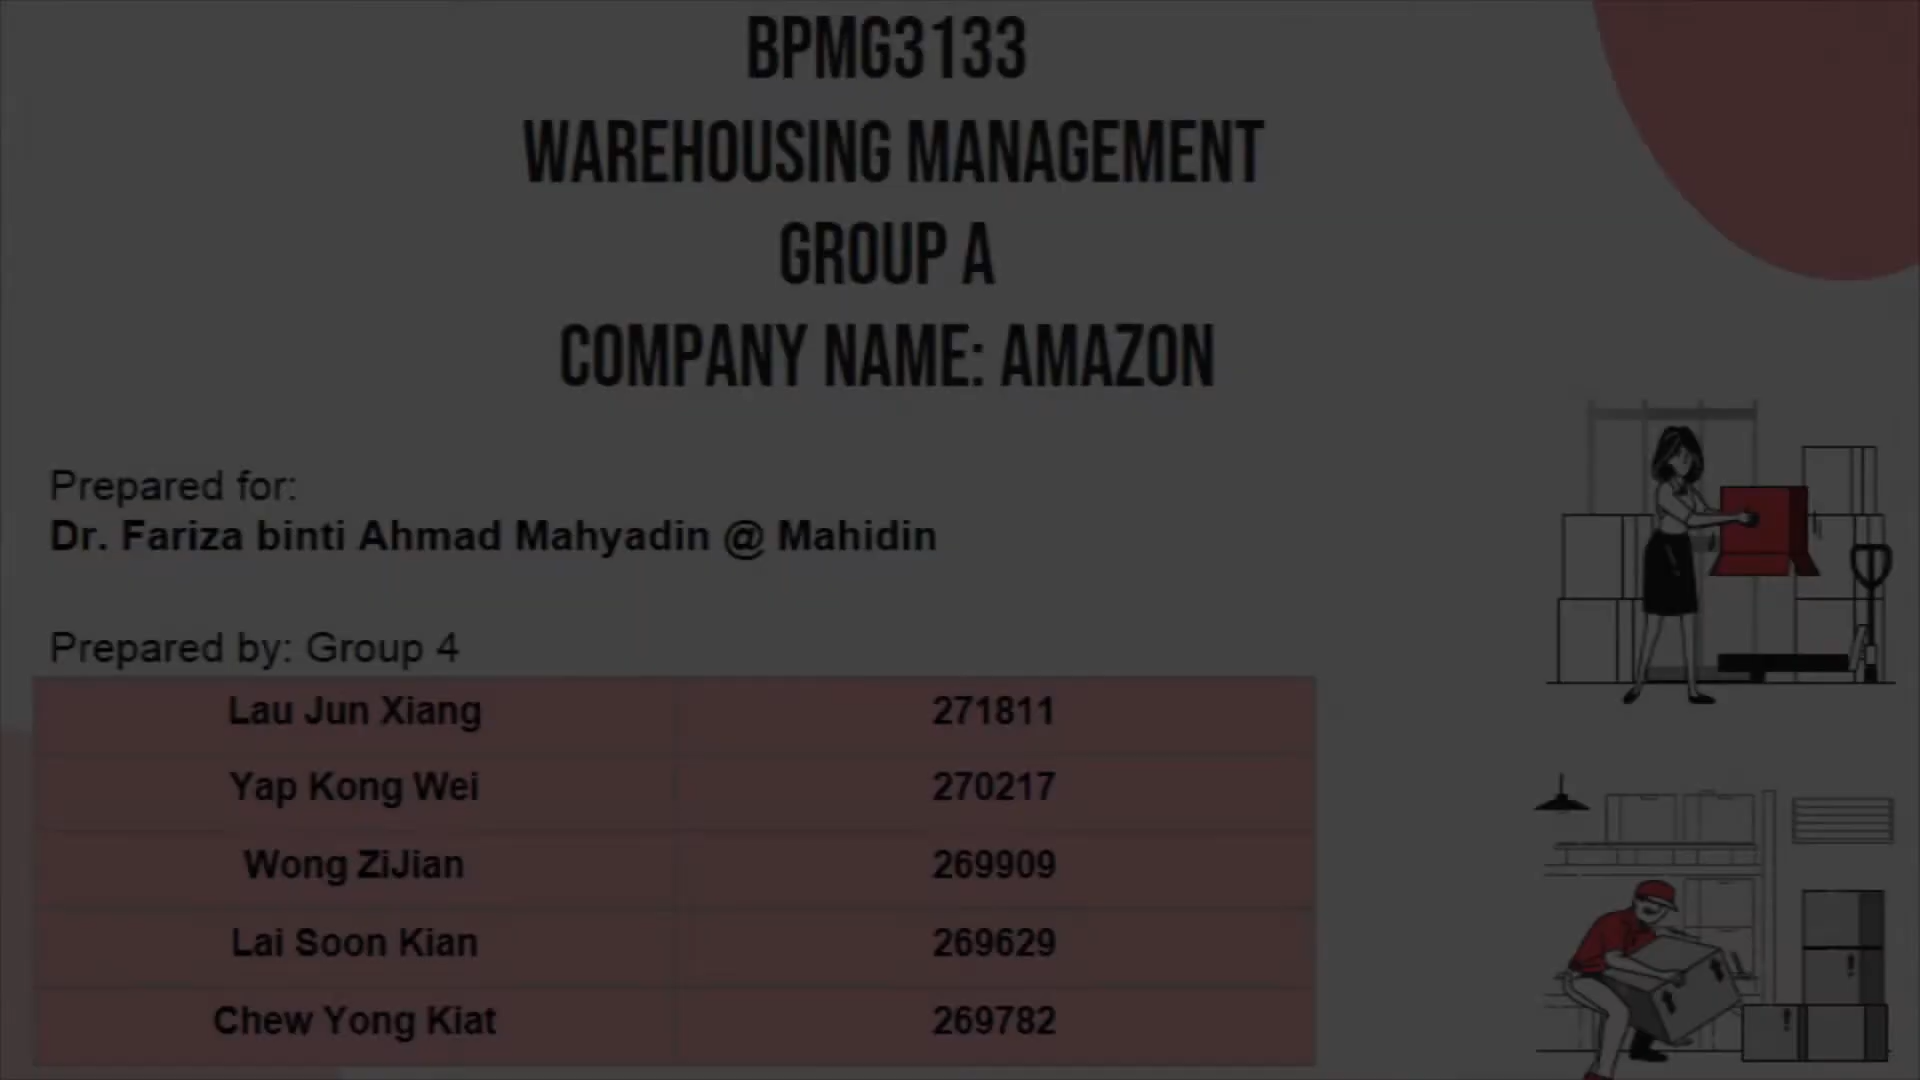 BPMG3133
WAREHOUSING MANAGEMENT
GROUP A
COMPANY NAME: AMAZON
Prepared for:
Dr. Fariza binti Ahmad Mahyadin @ Mahidin
Prepared by: Group 4
Lau Jun Xiang 271811
Yap Kong Wei 270217
Wong ZiJian 269909
Lai Soon Kian 269629
Chew Yong Kiat 269782